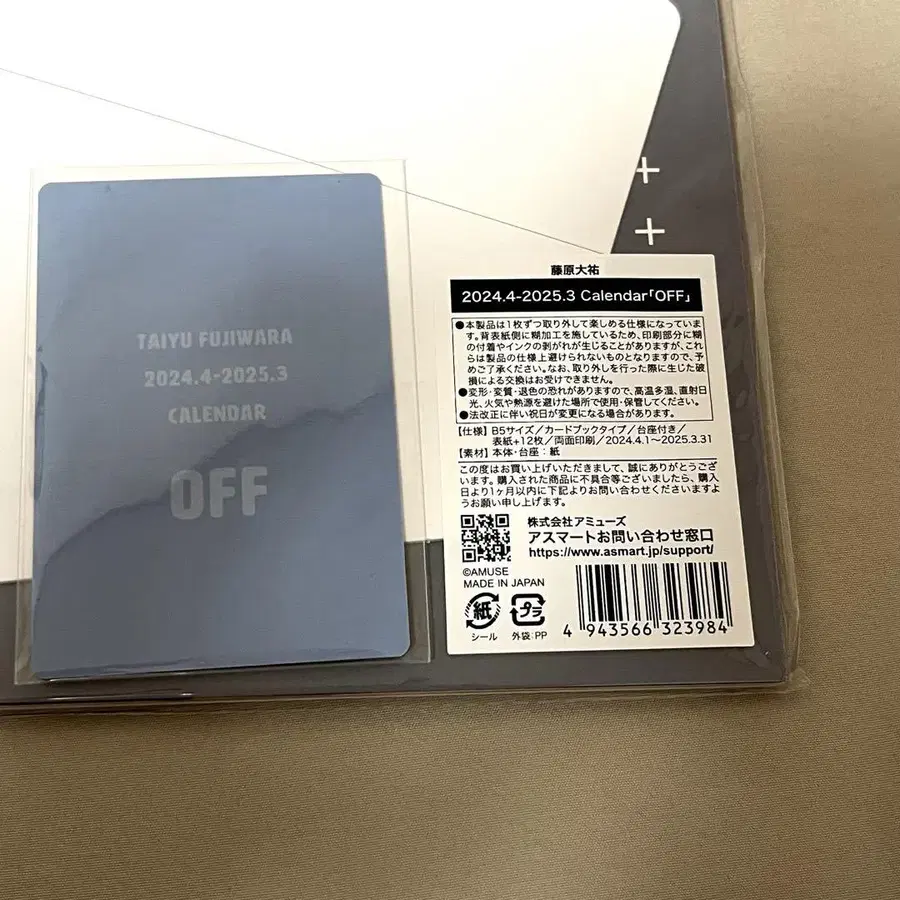 TAIYU FUJIWARA
2024.4-2025.3
CALENDAR
OFF
藤原大祐
2024.4-2025.3 Calendar「OFF」
●本製品は1枚ずつ取り外して楽しめる仕様になっています。背表紙側に糊加工を施しているため、印刷部分に糊
の付着やインクの剥がれが生じることがありますが、これ
らは製品の仕様上避けられないものとなりますので、予
めご了承ください。なお、取り外しを行った際に生じた破
損による交換はお受けできません。
●変形・変質・退色の恐れがありますので、高温多湿、直射日
光、火気や熱源を避けた場所で使用・保管してください。
●法改正に伴い祝日が変更になる場合があります。
【仕様】B5サイズ/カードブックタイプ/台座付き/
表紙+12枚/両面印刷/2024.4.1~2025.3.31
【素材】本体・台座:紙
この度はお買い上げいただきまして、誠にありがとうござい
ます。購入された商品に不具合等ございましたら、購入
日より1ヶ月以内に下記よりお問い合わせくださいますよ
うお願い申し上げます。
株式会社アミューズ
アスマートお問い合わせ窓口
https://www.asmart.jp/support/
©AMUSE
MADE IN JAPAN
紙
シール
プラ
外袋:PP
4 943566 323984